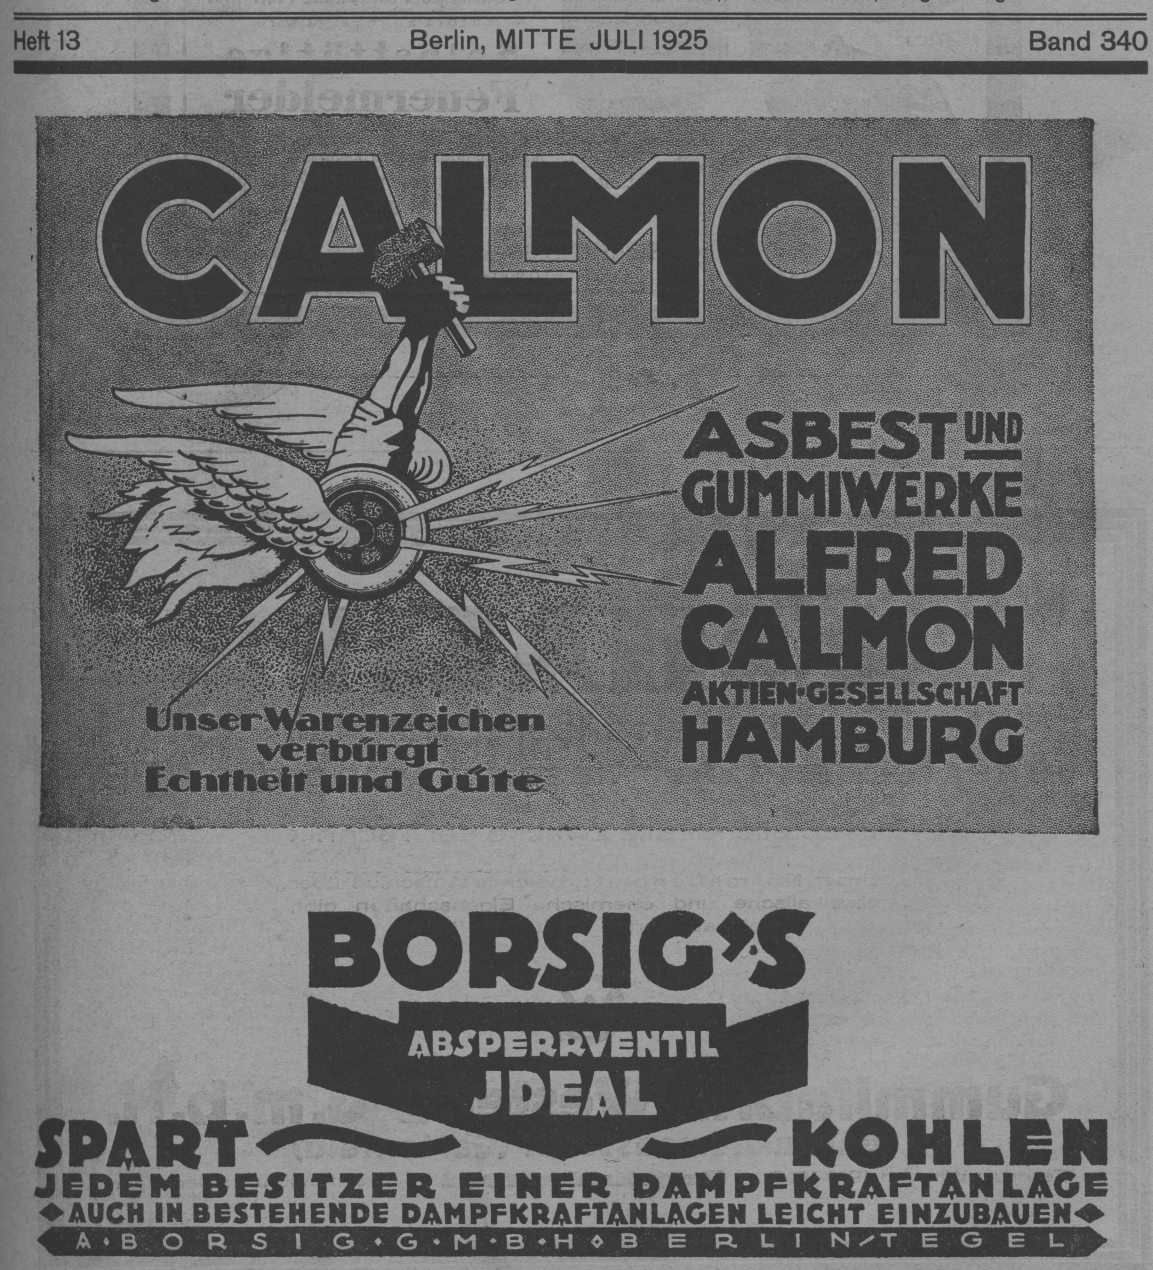 Heft 13 Berlin, MITTE JULI 1925 Band 340
CALMON
ASBEST UND
GUMMIWERKE
ALFRED
CALMON
AKTIEN-GESELLSCHAFT
HAMBURG
Unser Warenzeichen
verbürgt
Echtheit und Güte
BORSIG'S
ABSPERRVENTIL
JDEAL
SPART KOHLEN
JEDEM BESITZER EINER DAMPFKRAFTANLAGE
AUCH IN BESTEHENDE DAMPFKRAFTANLAGEN LEICHT EINZUBAUEN
A·BORSIG·G·M·B·H◇BERLIN/TEGEL